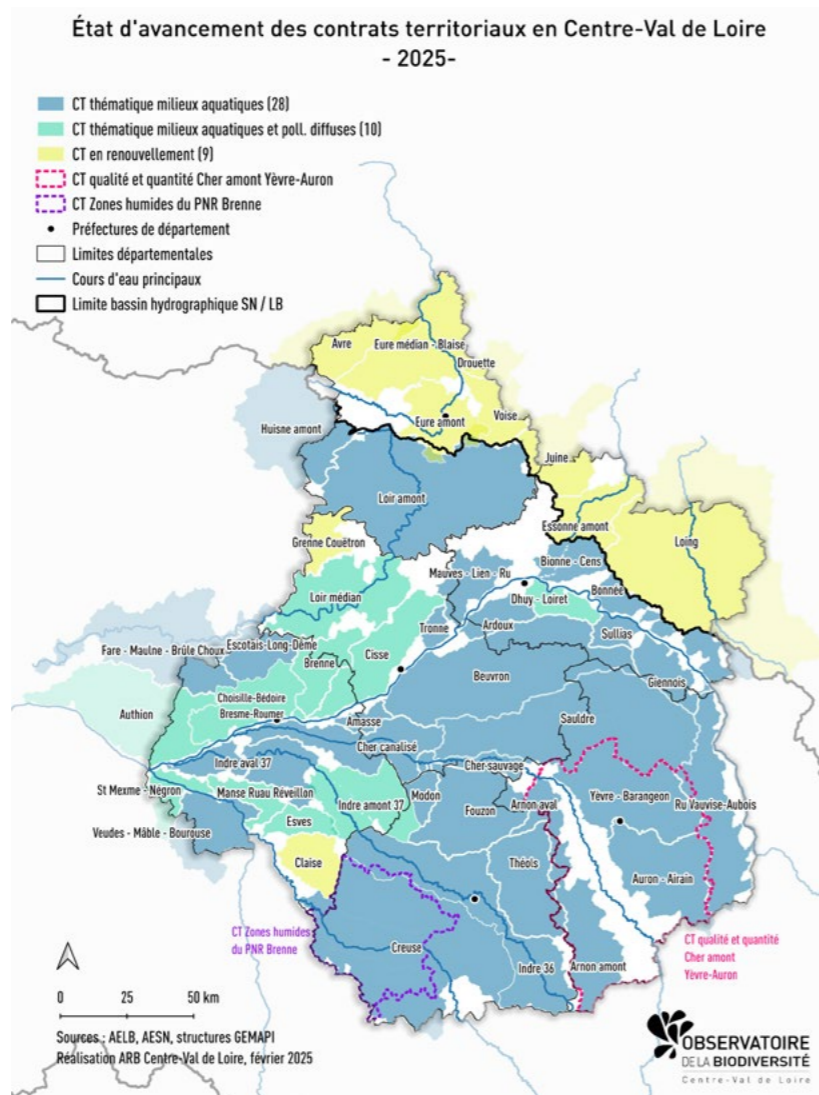 État d'avancement des contrats territoriaux en Centre-Val de Loire
- 2025-
CT thématique milieux aquatiques (28)
CT thématique milieux aquatiques et poll. diffuses (10)
CT en renouvellement (9)
CT qualité et quantité Cher amont Yèvre-Auron
CT Zones humides du PNR Brenne
Préfectures de département
Limites départementales
Cours d'eau principaux
Limite bassin hydrographique SN / LB
Avre
Eure médian - Blaise
Drouette
Voise
Eure amont
Huisne amont
Juine
Loir amont
Essonne amont
Loing
Grenne Couëtron
Bionne - Cens
Mauves - Lien - Ru
Bonnée
Loir médian
Dhuy - Loiret
Tronne
Ardoux
Sullias
Escotais-Long-Dême
Fare - Maulne - Brûle Choux
Brenne
Cisse
Beuvron
Giennois
Choisille-Bédoire
Authion
Bresme-Roumer
Amasse
Sauldre
Cher canalisé
Indre aval 37
Cher sauvage
St Mexme - Négron
Manse Ruau Réveillon
Indre amont 37
Modon
Fouzon
Arnon aval
Yèvre - Barangeon
Ru Vauvise-Aubois
Esves
Veudes - Mâble - Bourouse
Claise
Théols
Auron - Airain
CT Zones humides
du PNR Brenne
Creuse
Indre 36
Arnon amont
CT qualité et quantité
Cher amont
Yèvre-Auron
0 25 50 km
Sources : AELB, AESN, structures GEMAPI
Réalisation ARB Centre-Val de Loire, février 2025
OBSERVATOIRE
DE LA BIODIVERSITÉ
Centre-Val de Loire